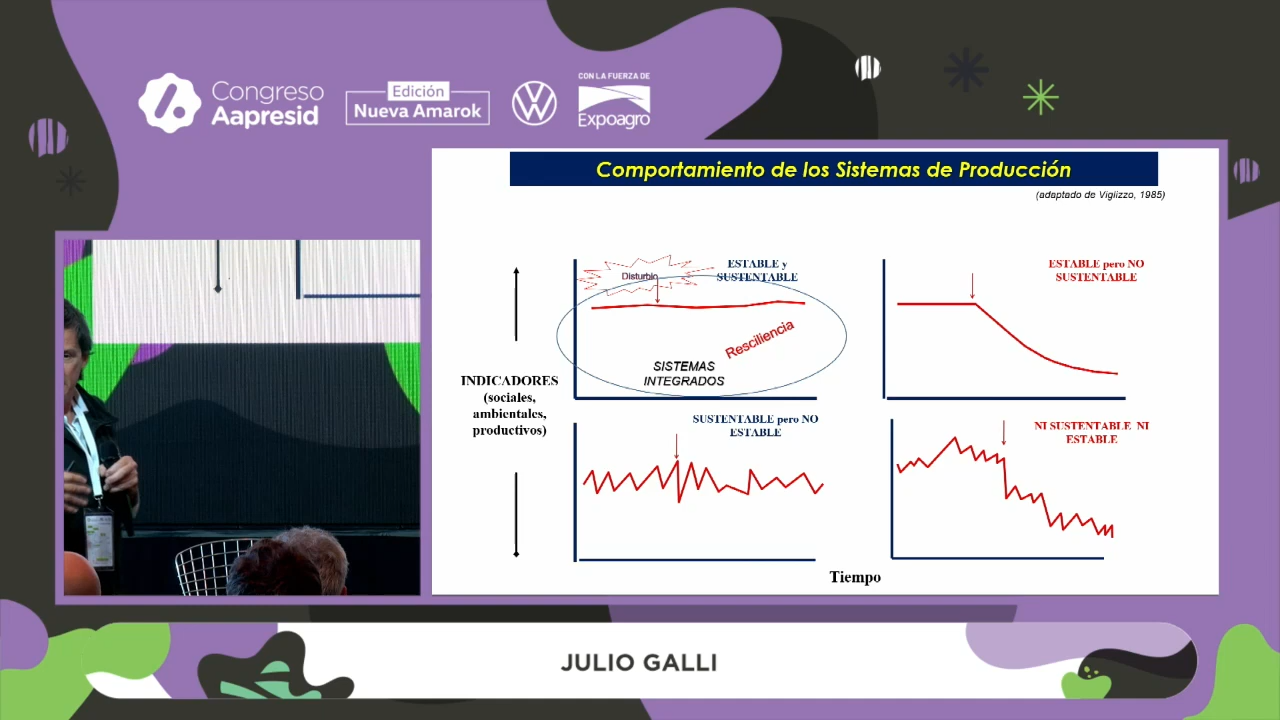 CON LA FUERZA DE
Congreso
Aapresid
Edición
Nueva Amarok
Expoagro
Comportamiento de los Sistemas de Producción
(adaptado de Viglizzo, 1985)
Disturbio
ESTABLE y
SUSTENTABLE
ESTABLE pero NO
SUSTENTABLE
Resciliencia
SISTEMAS
INTEGRADOS
INDICADORES
(sociales,
ambientales,
productivos)
SUSTENTABLE pero NO
ESTABLE
NI SUSTENTABLE NI
ESTABLE
Tiempo
JULIO GALLI